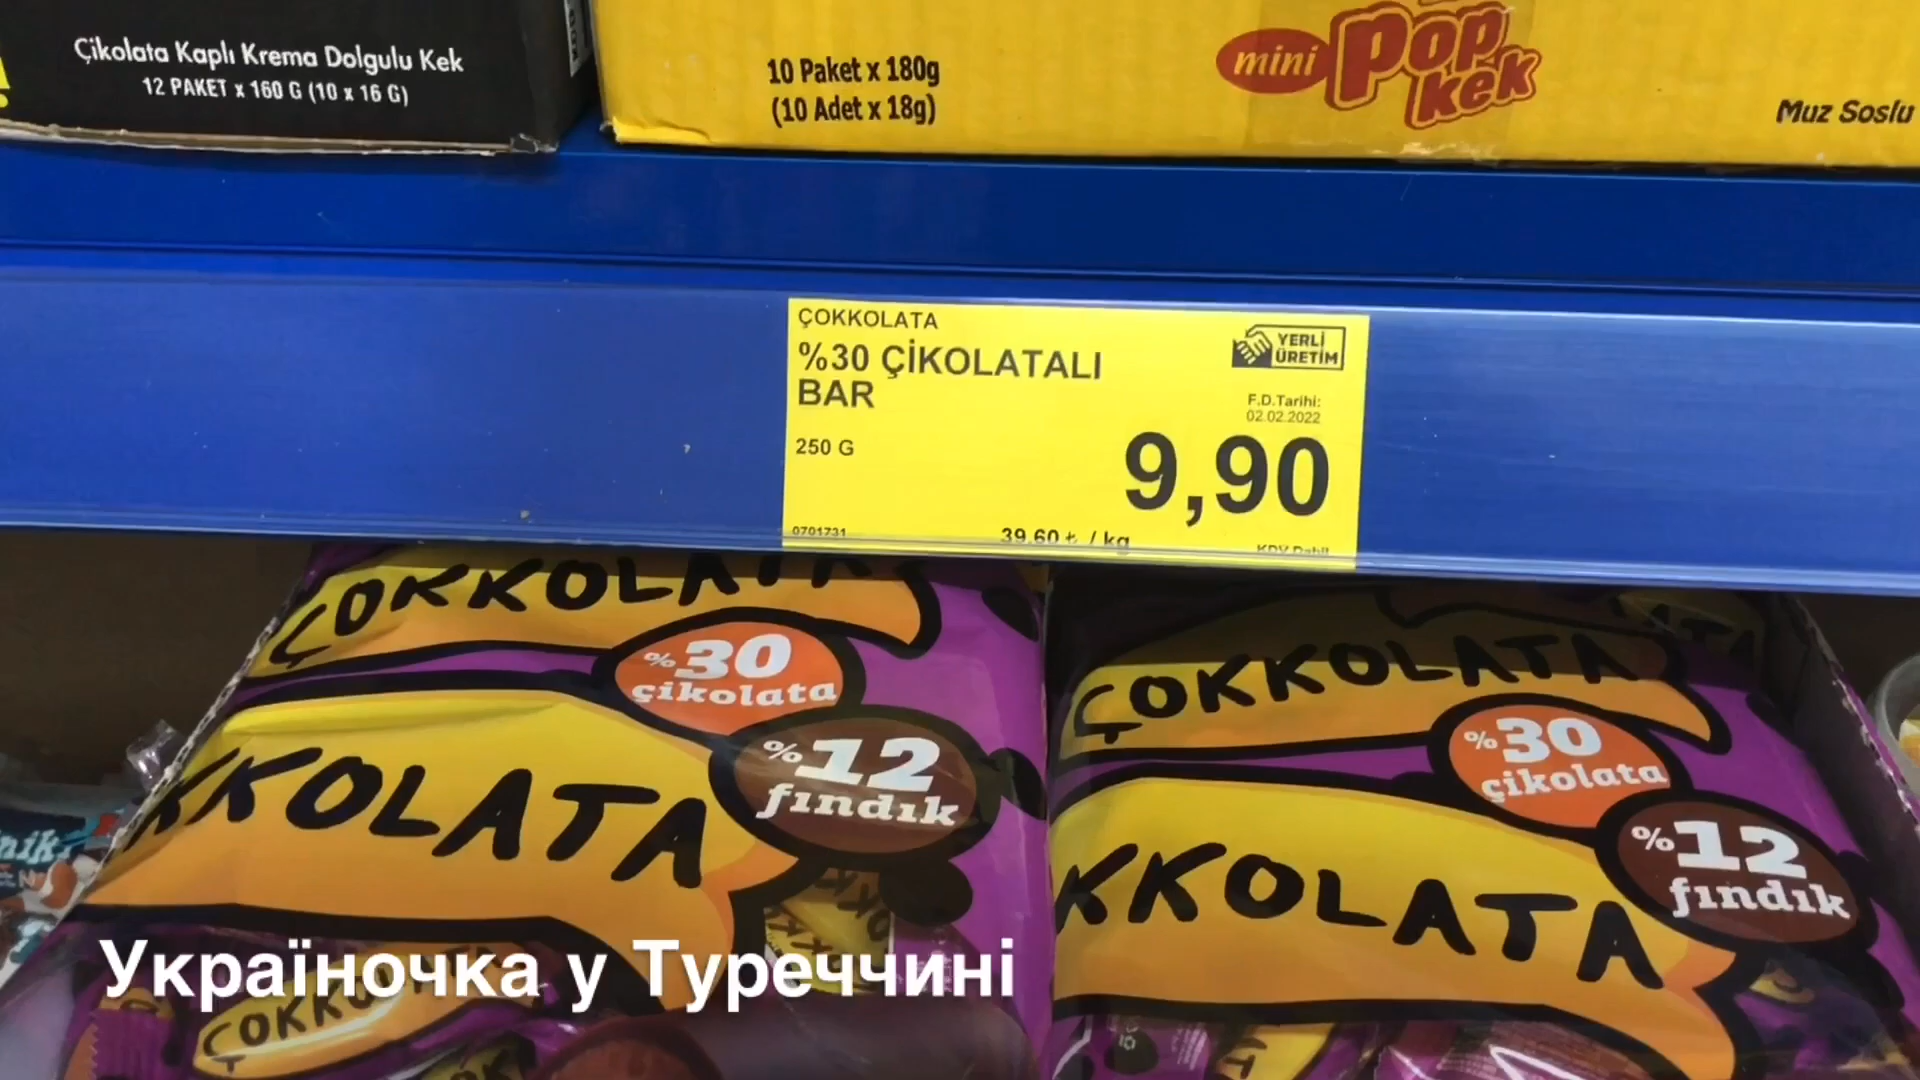 Çikolata Kaplı Krema Dolgulu Kek
12 PAKET x 160 G (10 x 16 G)
10 Paket x 180g
(10 Adet x 18g)
mini
Pop
kek
Muz Soslu
ÇOKKOLATA
%30 ÇİKOLATALI
BAR
250 G
YERLİ
ÜRETİM
F.D.Tarihi:
02.02.2022
9,90
0701731
39.60 ₺ / kg
KDV Dahil
ÇOKKOLATA
%30
çikolata
%12
fındık
KKOLATA
ÇOKKOLATA
%30
çikolata
%12
fındık
KKOLATA
Україночка у Туреччині